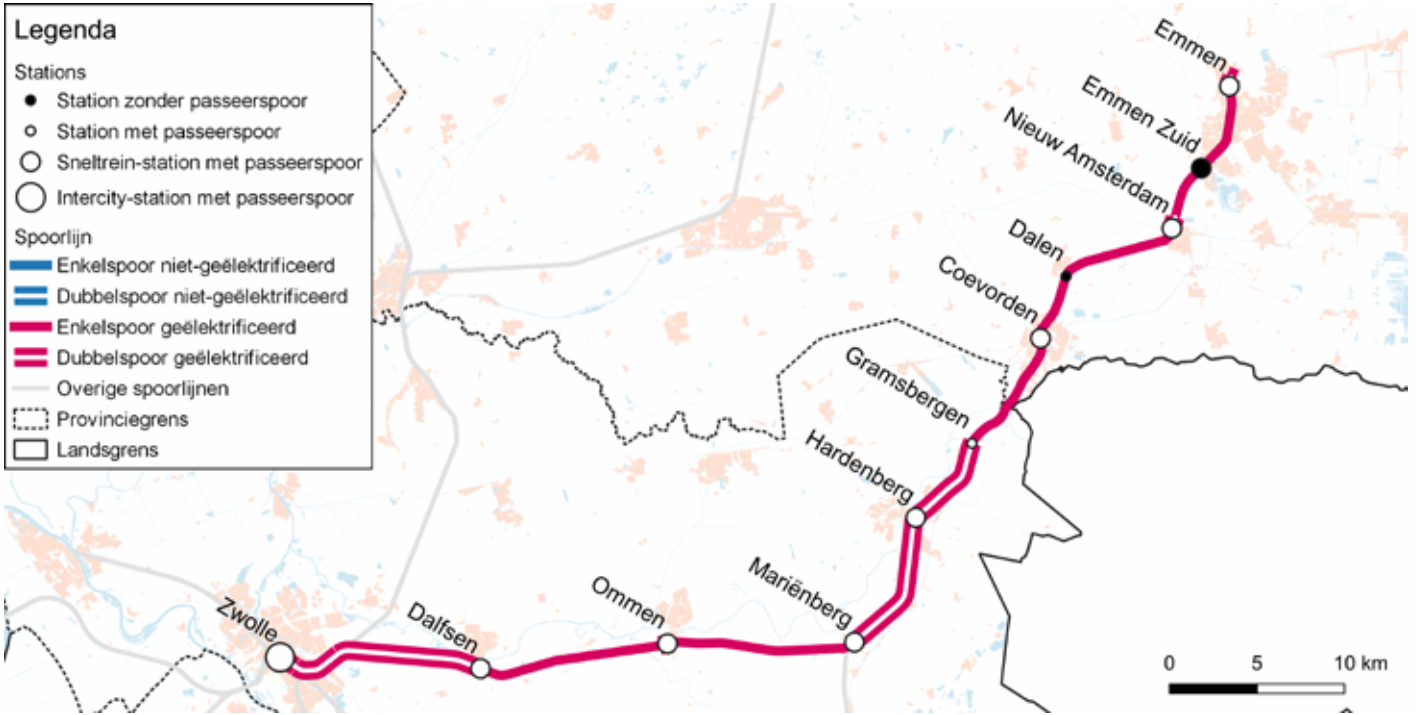 Legenda
Stations
Station zonder passeerspoor
Station met passeerspoor
Sneltrein-station met passeerspoor
Intercity-station met passeerspoor
Spoorlijn
Enkelspoor niet-geëlektrificeerd
Dubbelspoor niet-geëlektrificeerd
Enkelspoor geëlektrificeerd
Dubbelspoor geëlektrificeerd
Overige spoorlijnen
Provinciegrens
Landsgrens
Emmen
Emmen Zuid
Nieuw Amsterdam
Dalen
Coevorden
Gramsbergen
Hardenberg
Mariënberg
Ommen
Dalfsen
Zwolle
0 5 10 km